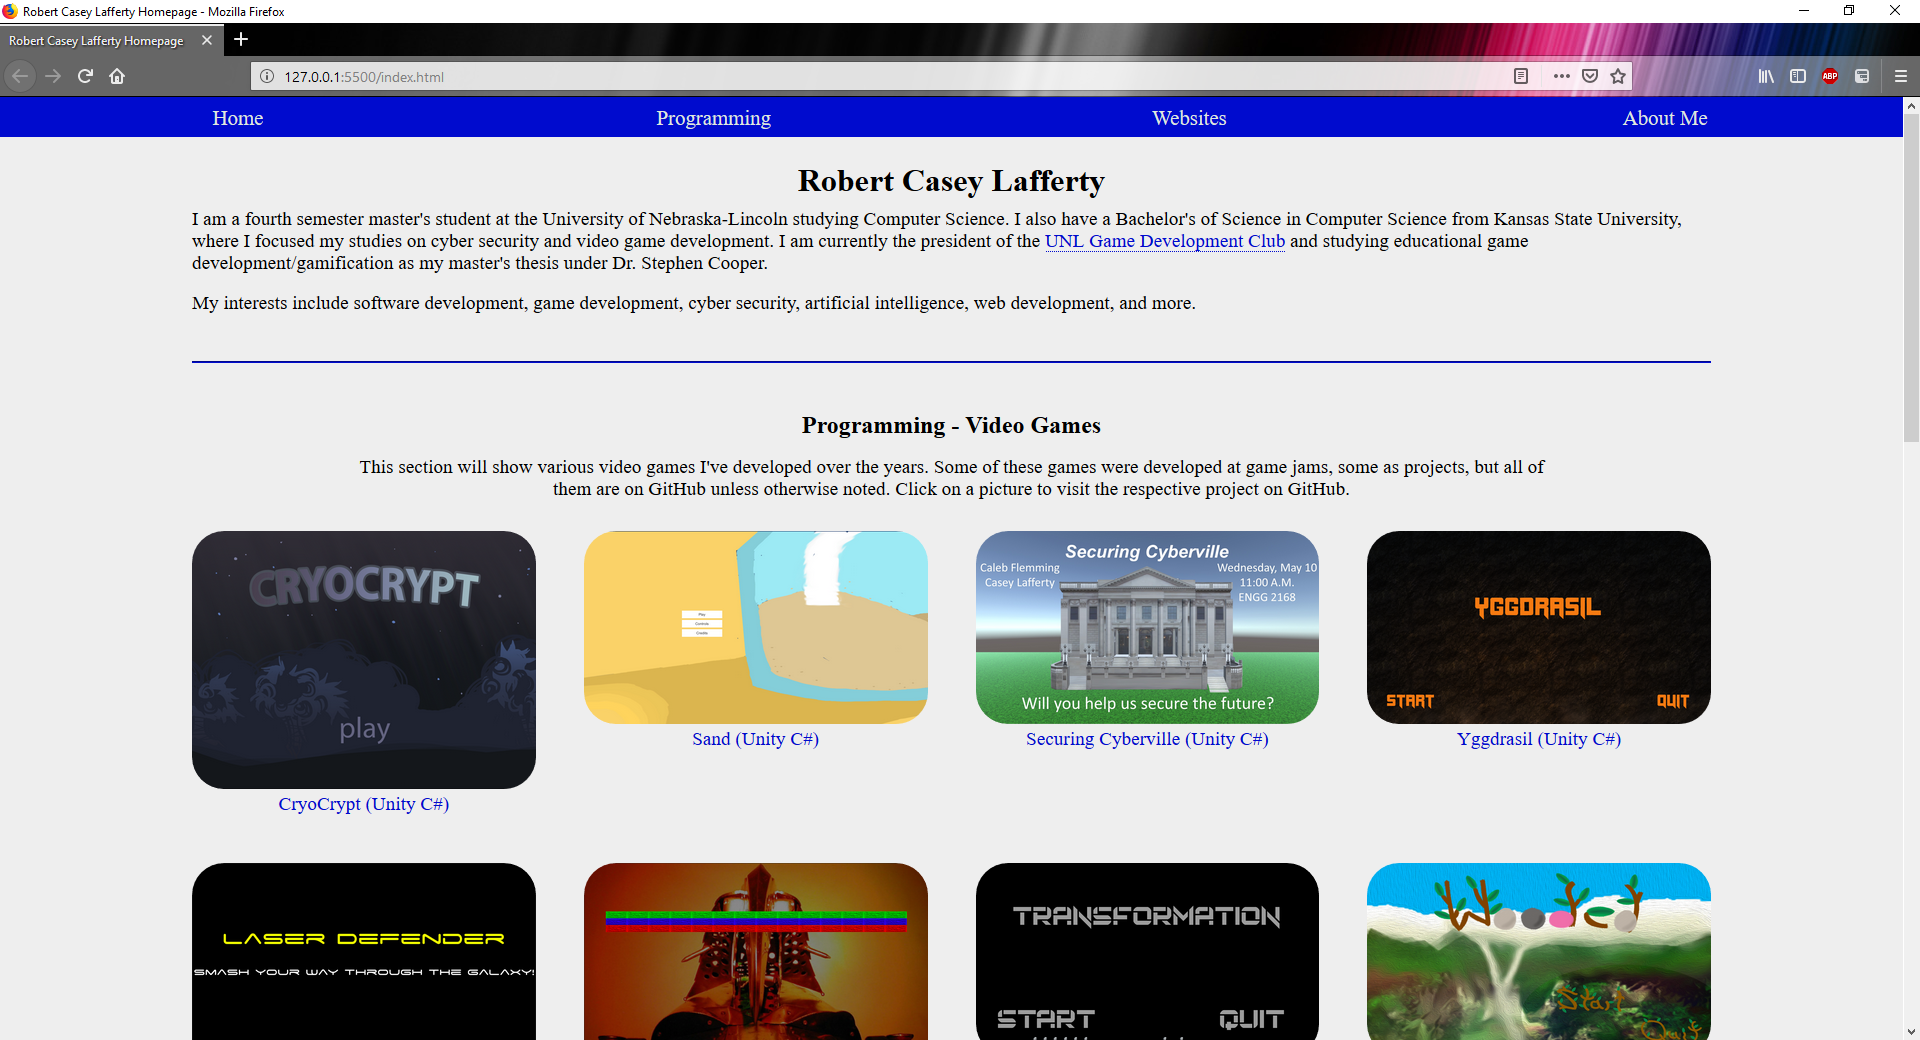 Robert Casey Lafferty Homepage - Mozilla Firefox
Robert Casey Lafferty Homepage
127.0.0.1:5500/index.html
ABP
Home Programming Websites About Me
Robert Casey Lafferty
I am a fourth semester master's student at the University of Nebraska-Lincoln studying Computer Science. I also have a Bachelor's of Science in Computer Science from Kansas State University,
where I focused my studies on cyber security and video game development. I am currently the president of the UNL Game Development Club and studying educational game
development/gamification as my master's thesis under Dr. Stephen Cooper.
My interests include software development, game development, cyber security, artificial intelligence, web development, and more.
Programming - Video Games
This section will show various video games I've developed over the years. Some of these games were developed at game jams, some as projects, but all of
them are on GitHub unless otherwise noted. Click on a picture to visit the respective project on GitHub.
CRYOCRYPT
play
CryoCrypt (Unity C#)
Play
Controls
Credits
Sand (Unity C#)
Securing Cyberville
Caleb Flemming
Casey Lafferty
Wednesday, May 10
11:00 A.M.
ENGG 2168
Will you help us secure the future?
Securing Cyberville (Unity C#)
YGGDRASIL
START QUIT
Yggdrasil (Unity C#)
LASER DEFENDER
SMASH YOUR WAY THROUGH THE GALAXY!
TRANSFORMATION
START QUIT
Start